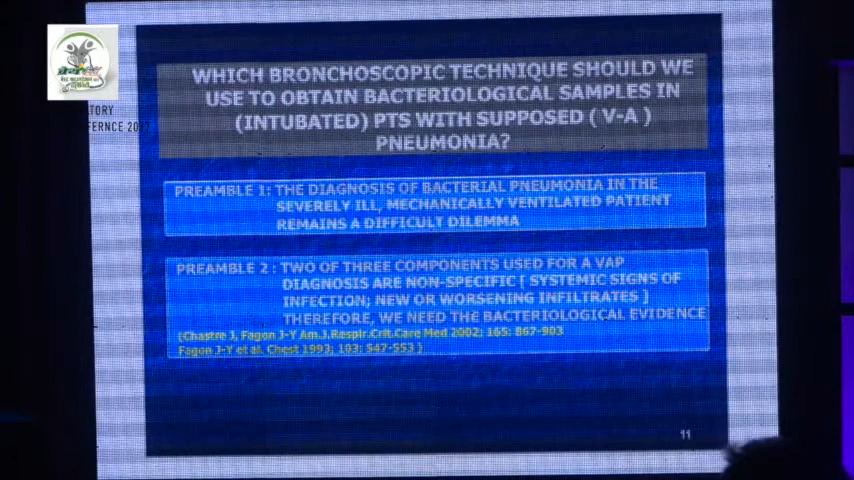 TORY
FERNCE 2017
WHICH BRONCHOSCOPIC TECHNIQUE SHOULD WE
USE TO OBTAIN BACTERIOLOGICAL SAMPLES IN
(INTUBATED) PTS WITH SUPPOSED ( V-A )
PNEUMONIA?
PREAMBLE 1: THE DIAGNOSIS OF BACTERIAL PNEUMONIA IN THE
SEVERELY ILL, MECHANICALLY VENTILATED PATIENT
REMAINS A DIFFICULT DILEMMA
PREAMBLE 2 : TWO OF THREE COMPONENTS USED FOR A VAP
DIAGNOSIS ARE NON-SPECIFIC [ SYSTEMIC SIGNS OF
INFECTION; NEW OR WORSENING INFILTRATES ]
THEREFORE, WE NEED THE BACTERIOLOGICAL EVIDENCE
(Chastre J, Fagon J-Y Am.J.Respir.Crit.Care Med 2002; 165: 867-903
Fagon J-Y et al. Chest 1993; 103: 547-553 )
11